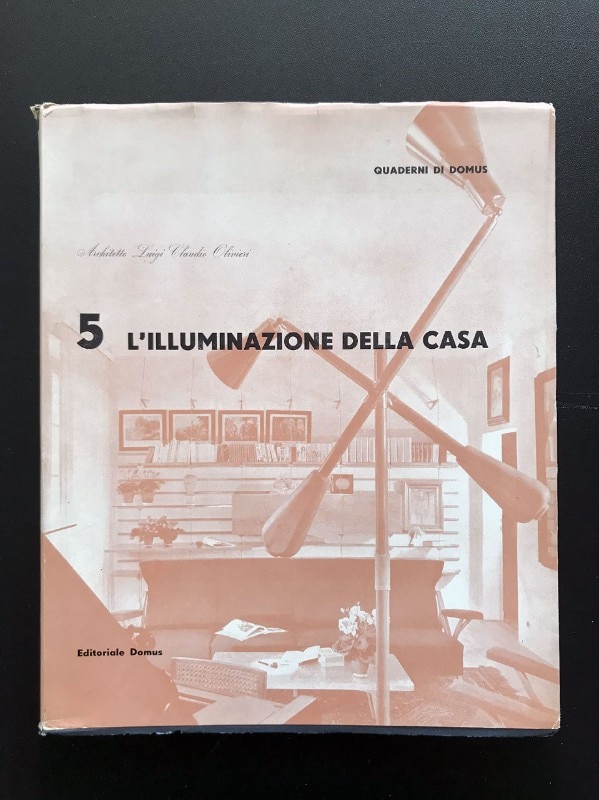 QUADERNI DI DOMUS
Architetto Luigi Claudio Olivieri
5 L'ILLUMINAZIONE DELLA CASA
Editoriale Domus